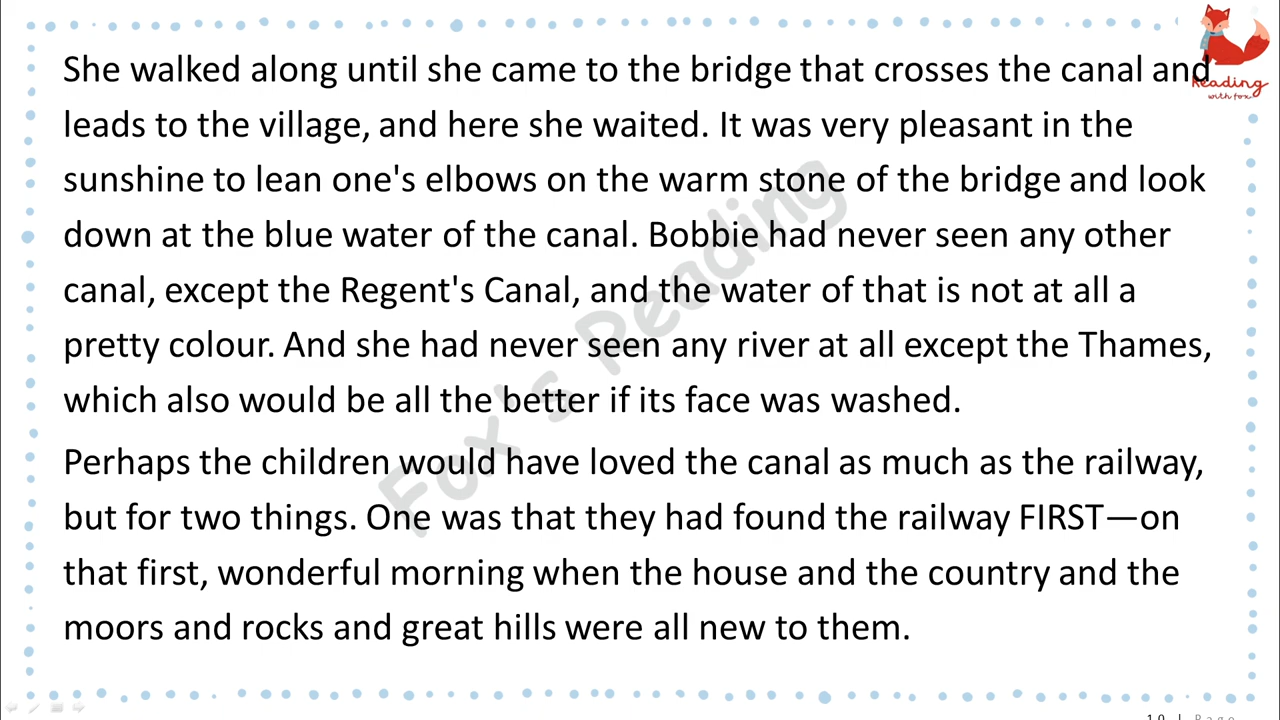 She walked along until she came to the bridge that crosses the canal and
leads to the village, and here she waited. It was very pleasant in the
sunshine to lean one's elbows on the warm stone of the bridge and look
down at the blue water of the canal. Bobbie had never seen any other
canal, except the Regent's Canal, and the water of that is not at all a
pretty colour. And she had never seen any river at all except the Thames,
which also would be all the better if its face was washed.
Perhaps the children would have loved the canal as much as the railway,
but for two things. One was that they had found the railway FIRST—on
that first, wonderful morning when the house and the country and the
moors and rocks and great hills were all new to them.
Reading
with fox
Fox's Reading
10 | Page